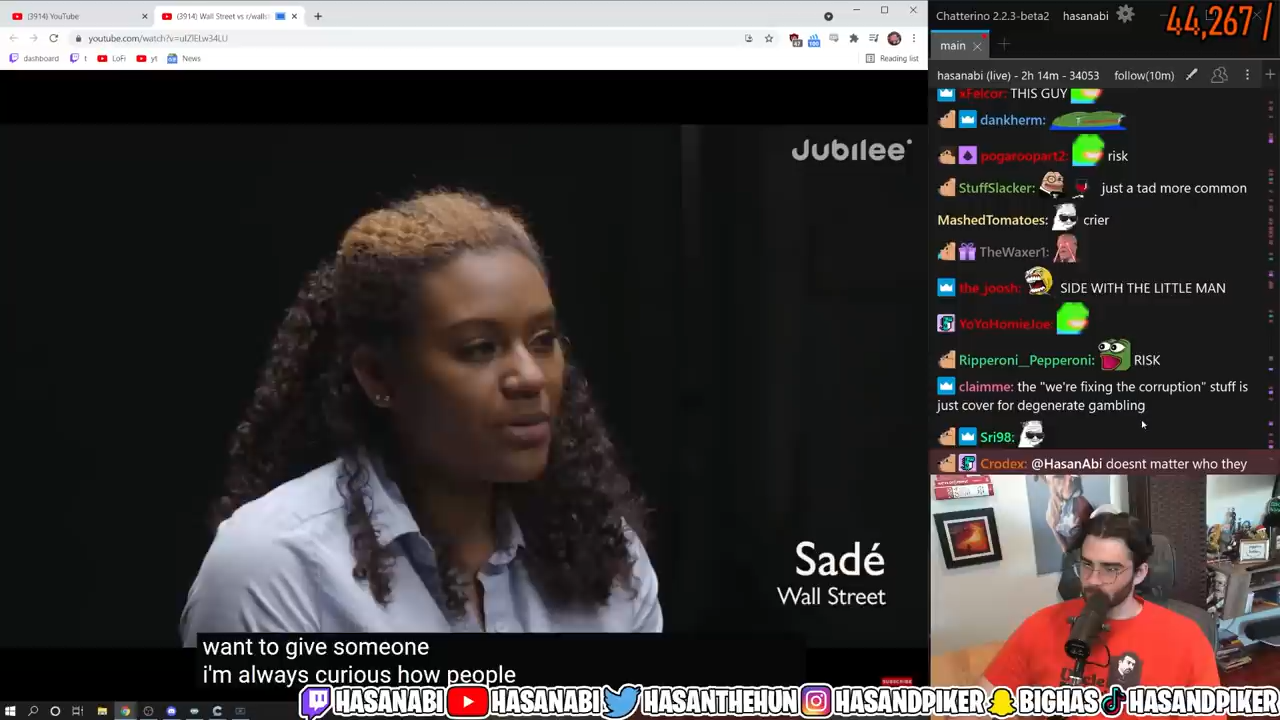 (3914) YouTube
(3914) Wall Street vs r/walls
Chatterino 2.2.3-beta2
hasanabi
44,267 /
youtube.com/watch?v=uIZIELw34LU
main
dashboard
t
LoFi
yt
News
Reading list
hasanabi (live) - 2h 14m - 34053
follow(10m)
xFelcor: THIS GUY
dankherm:
pogaroopart2: risk
StuffSlacker: just a tad more common
MashedTomatoes: crier
TheWaxer1:
the_joosh: SIDE WITH THE LITTLE MAN
YoYoHomieJoe:
Ripperoni__Pepperoni: RISK
claimme: the "we're fixing the corruption" stuff is
just cover for degenerate gambling
Sri98:
Crodex: @HasanAbi doesnt matter who they
Jubilee
Sadé
Wall Street
want to give someone
i'm always curious how people
SUBSCRIBE
HASANABI
HASANABI
HASANTHEHUN
HASANDPIKER
BIGHAS
HASANDPIKER